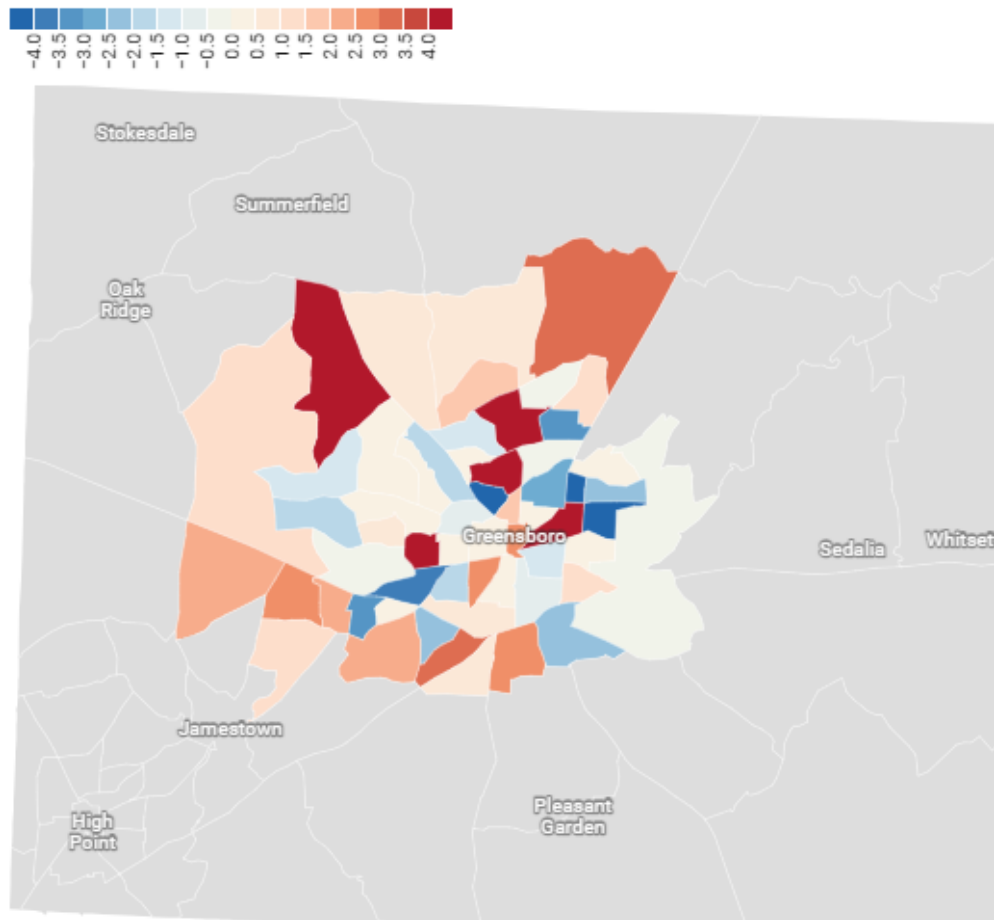 −4.0 −3.5 −3.0 −2.5 −2.0 −1.5 −1.0 −0.5 0.0 0.5 1.0 1.5 2.0 2.5 3.0 3.5 4.0
Stokesdale
Summerfield
Oak
Ridge
Greensboro
Sedalia
Whitset
Jamestown
Pleasant
Garden
High
Point